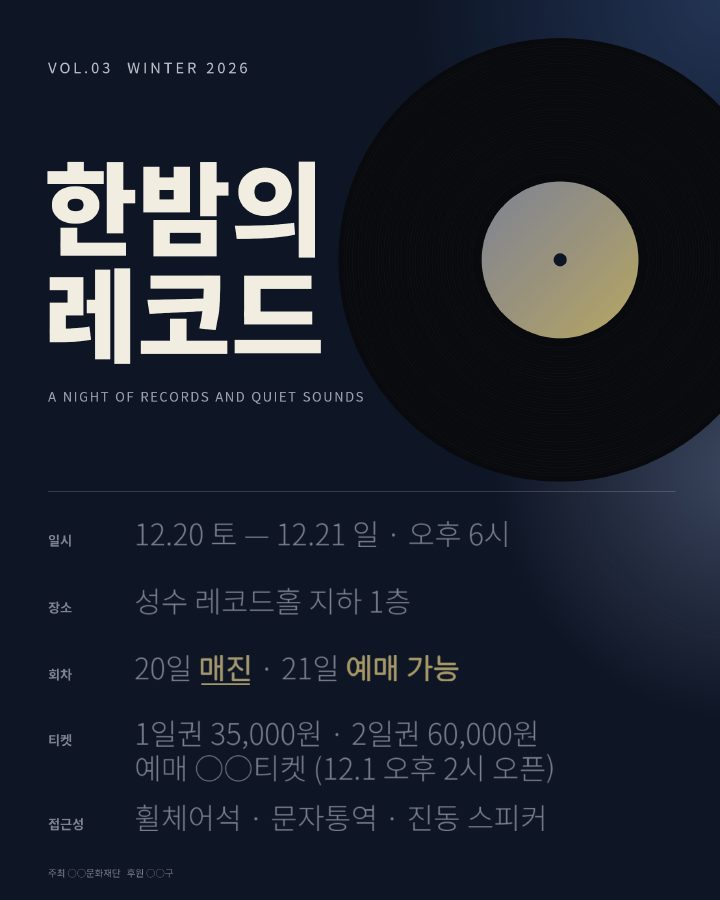 VOL.03 WINTER 2026
한밤의
레코드
A NIGHT OF RECORDS AND QUIET SOUNDS
일시 12.20 토 — 12.21 일 · 오후 6시
장소 성수 레코드홀 지하 1층
회차 20일 매진 · 21일 예매 가능
티켓 1일권 35,000원 · 2일권 60,000원
예매 ○○티켓 (12.1 오후 2시 오픈)
접근성 휠체어석 · 문자통역 · 진동 스피커
주최 ○○문화재단 후원 ○○구